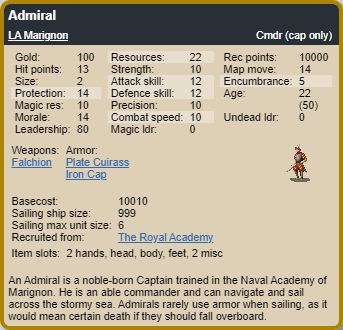 Admiral
LA Marignon Cmdr (cap only)
Gold: 100 Resources: 22 Rec points: 10000
Hit points: 13 Strength: 10 Map move: 14
Size: 2 Attack skill: 12 Encumbrance: 5
Protection: 14 Defence skill: 12 Age: 22
Magic res: 10 Precision: 10 (50)
Morale: 14 Combat speed: 10 Undead ldr: 0
Leadership: 80 Magic ldr: 0
Weapons: Armor:
Falchion Plate Cuirass
Iron Cap
Basecost: 10010
Sailing ship size: 999
Sailing max unit size: 6
Recruited from: The Royal Academy
Item slots: 2 hands, head, body, feet, 2 misc
An Admiral is a noble-born Captain trained in the Naval Academy of
Marignon. He is an able commander and can navigate and sail
across the stormy sea. Admirals rarely use armor when sailing, as it
would mean certain death if they should fall overboard.